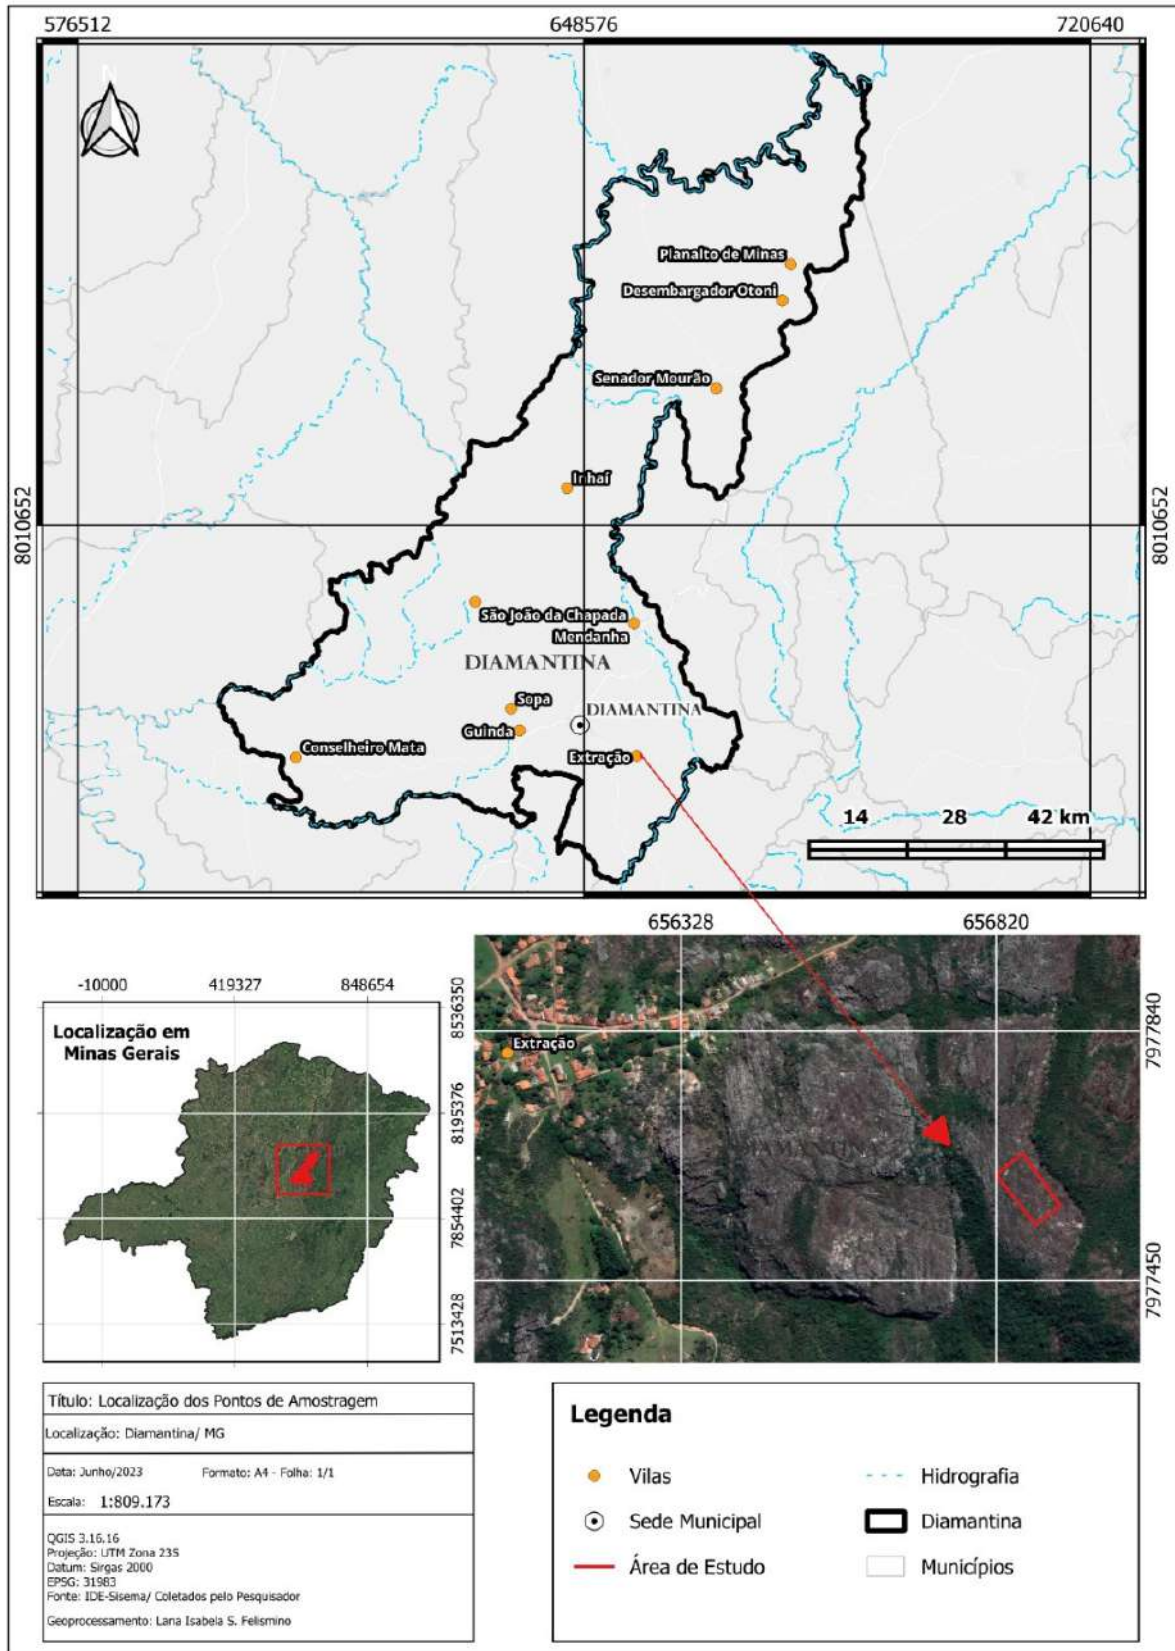 576512 648576 720640
N
Planalto de Minas
Desembargador Otoni
Senador Mourão
Inhaí
8010652 8010652
São João da Chapada
Mendanha
DIAMANTINA
Sopa
DIAMANTINA
Guinda
Conselheiro Mata
Extração
14 28 42 km
656328 656820
-10000 419327 848654
Localização em
Minas Gerais
8536350
8195376
7854402
7513428
Extração
7977840
7977450
Título: Localização dos Pontos de Amostragem
Localização: Diamantina/ MG
Data: Junho/2023 Formato: A4 - Folha: 1/1
Escala: 1:809.173
QGIS 3.16.16
Projeção: UTM Zona 23S
Datum: Sirgas 2000
EPSG: 31983
Fonte: IDE-Sisema/ Coletados pelo Pesquisador
Geoprocessamento: Lana Isabela S. Felismino
Legenda
Vilas Hidrografia
Sede Municipal Diamantina
Área de Estudo Municípios